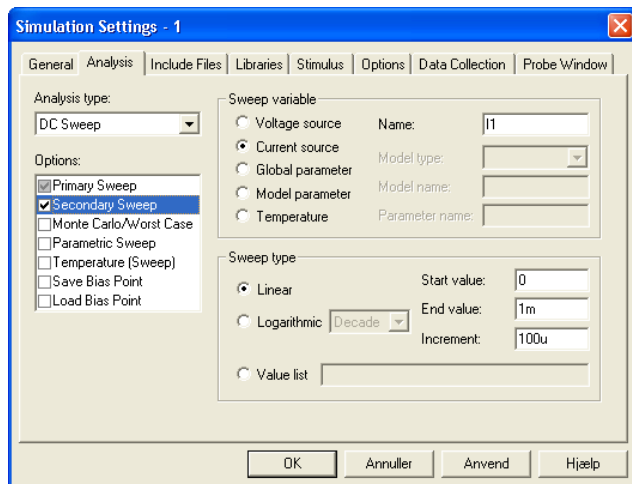 Simulation Settings - 1
General Analysis Include Files Libraries Stimulus Options Data Collection Probe Window
Analysis type:
DC Sweep
Options:
Primary Sweep
Secondary Sweep
Monte Carlo/Worst Case
Parametric Sweep
Temperature (Sweep)
Save Bias Point
Load Bias Point
Sweep variable
Voltage source
Current source
Global parameter
Model parameter
Temperature
Name: I1
Model type:
Model name:
Parameter name:
Sweep type
Linear
Logarithmic Decade
Value list
Start value: 0
End value: 1m
Increment: 100u
OK Annuller Anvend Hjælp